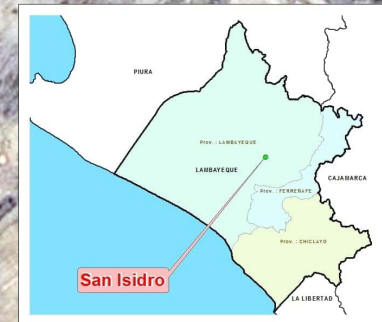 PIURA
Prov. : LAMBAYEQUE
LAMBAYEQUE
CAJAMARCA
Prov. : FERREÑAFE
Prov. : CHICLAYO
San Isidro
LA LIBERTAD